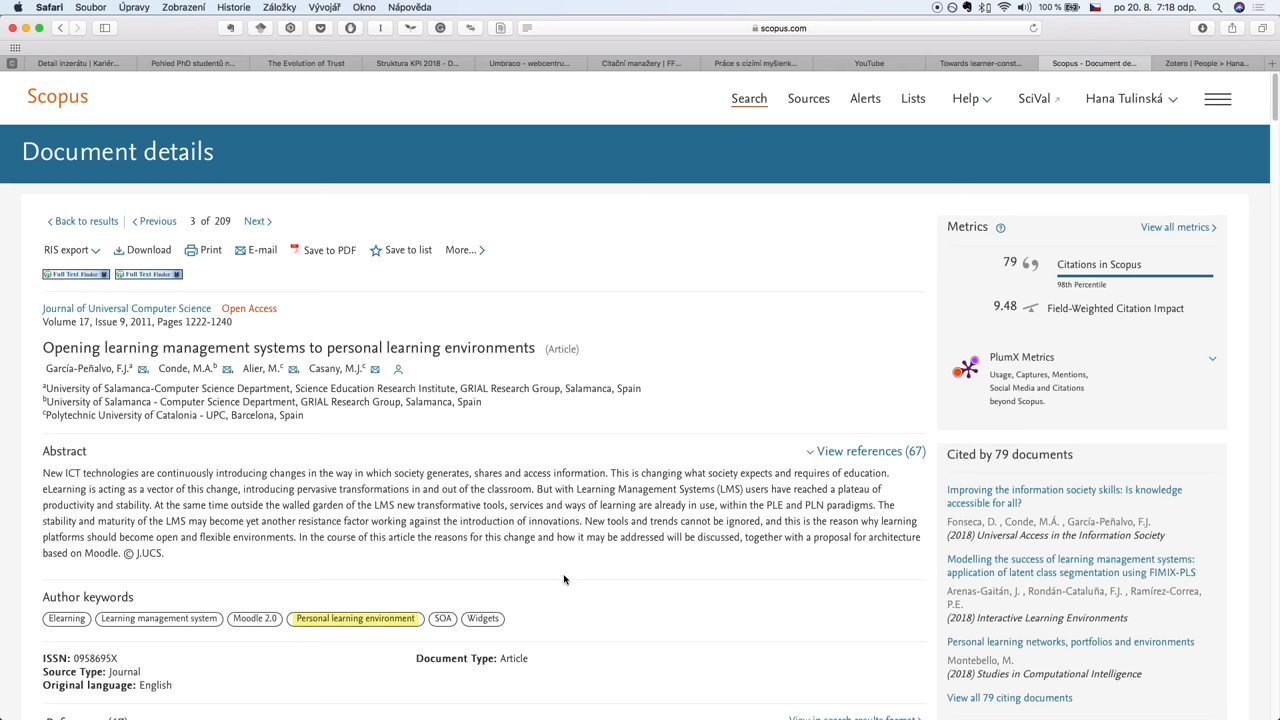 Safari Soubor Úpravy Zobrazení Historie Záložky Vývojář Okno Nápověda 100 % po 20. 8. 7:18 odp.
scopus.com
Detail inzerátu | Kariér... Pohled PhD studentů n... The Evolution of Trust Struktura KPI 2018 - D... Umbraco - webcentru... Citační manažery | FF... Práce s cizími myšlenk... YouTube Towards learner-const... Scopus - Document de... Zotero | People > Hana...
Scopus Search Sources Alerts Lists Help SciVal Hana Tulinská
Document details
Back to results Previous 3 of 209 Next
RIS export Download Print E-mail Save to PDF Save to list More...
Full Text Finder Full Text Finder
Journal of Universal Computer Science Open Access
Volume 17, Issue 9, 2011, Pages 1222-1240
Opening learning management systems to personal learning environments (Article)
García-Peñalvo, F.J.a , Conde, M.A.b , Alier, M.c , Casany, M.J.c
aUniversity of Salamanca-Computer Science Department, Science Education Research Institute, GRIAL Research Group, Salamanca, Spain
bUniversity of Salamanca - Computer Science Department, GRIAL Research Group, Salamanca, Spain
cPolytechnic University of Catalonia - UPC, Barcelona, Spain
Abstract View references (67)
New ICT technologies are continuously introducing changes in the way in which society generates, shares and access information. This is changing what society expects and requires of education.
eLearning is acting as a vector of this change, introducing pervasive transformations in and out of the classroom. But with Learning Management Systems (LMS) users have reached a plateau of
productivity and stability. At the same time outside the walled garden of the LMS new transformative tools, services and ways of learning are already in use, within the PLE and PLN paradigms. The
stability and maturity of the LMS may become yet another resistance factor working against the introduction of innovations. New tools and trends cannot be ignored, and this is the reason why learning
platforms should become open and flexible environments. In the course of this article the reasons for this change and how it may be addressed will be discussed, together with a proposal for architecture
based on Moodle. © J.UCS.
Author keywords
Elearning Learning management system Moodle 2.0 Personal learning environment SOA Widgets
ISSN: 0958695X Document Type: Article
Source Type: Journal
Original language: English
View in search results format
Metrics View all metrics
79 Citations in Scopus
98th Percentile
9.48 Field-Weighted Citation Impact
PlumX Metrics
Usage, Captures, Mentions,
Social Media and Citations
beyond Scopus.
Cited by 79 documents
Improving the information society skills: Is knowledge
accessible for all?
Fonseca, D. , Conde, M.Á. , García-Peñalvo, F.J.
(2018) Universal Access in the Information Society
Modelling the success of learning management systems:
application of latent class segmentation using FIMIX-PLS
Arenas-Gaitán, J. , Rondán-Cataluña, F.J. , Ramírez-Correa,
P.E.
(2018) Interactive Learning Environments
Personal learning networks, portfolios and environments
Montebello, M.
(2018) Studies in Computational Intelligence
View all 79 citing documents